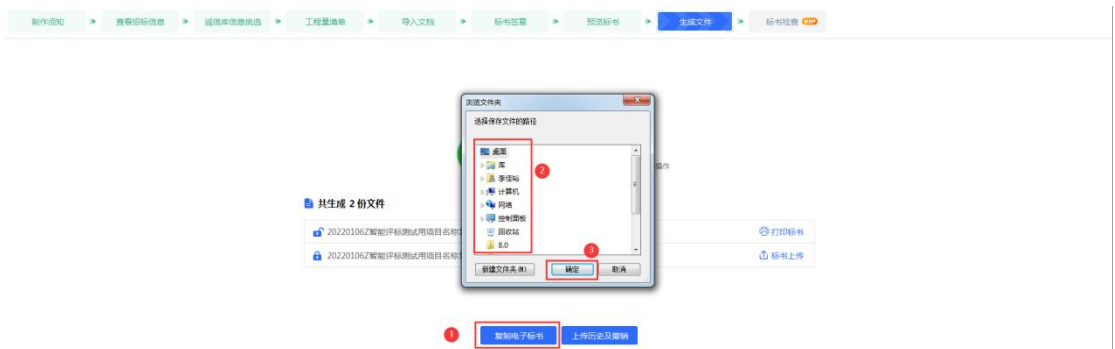 制作须知
查看招标信息
诚信库信息挑选
工程量清单
导入文档
标书签章
预览标书
生成文件
标书检查 VIP
浏览文件夹
选择保存文件的路径
桌面
库
李佳裕
计算机
网络
控制面板
回收站
8.0
2
3
新建文件夹(N)
确定
取消
操作
共生成 2 份文件
20220106Z智能评标测试用项目名称
打印标书
20220106Z智能评标测试用项目名称
标书上传
1
复制电子标书
上传历史及撤销